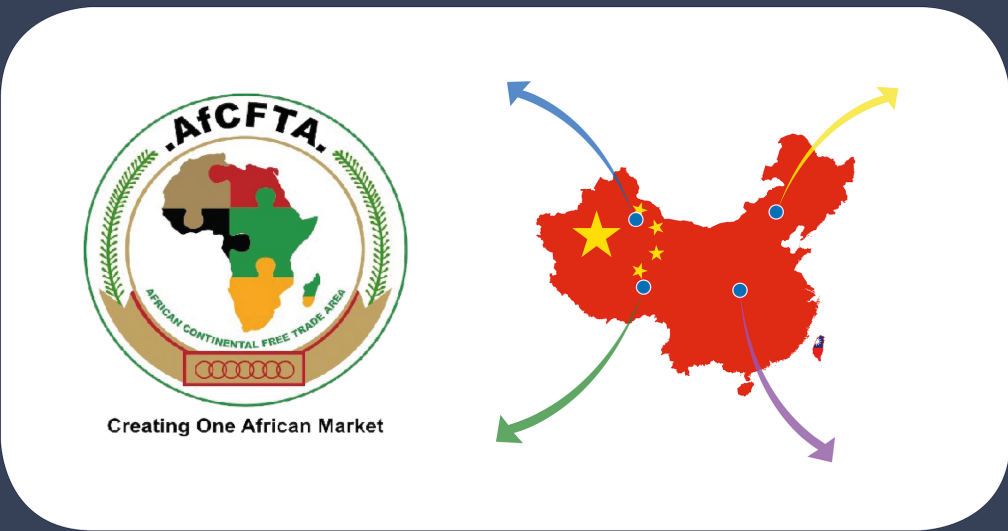 .AfCFTA.
AFRICAN CONTINENTAL FREE TRADE AREA
Creating One African Market